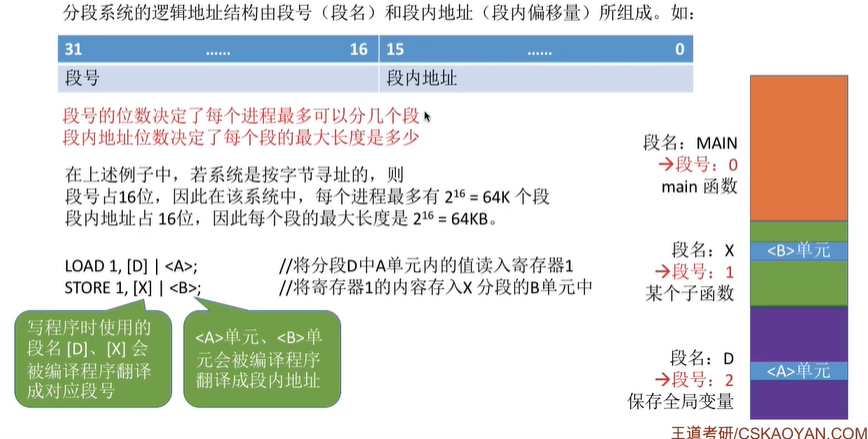 分段系统的逻辑地址结构由段号（段名）和段内地址（段内偏移量）所组成。如：
31 …… 16 15 …… 0
段号 段内地址
段号的位数决定了每个进程最多可以分几个段
段内地址位数决定了每个段的最大长度是多少
在上述例子中，若系统是按字节寻址的，则
段号占16位，因此在该系统中，每个进程最多有 2¹⁶ = 64K 个段
段内地址占 16位，因此每个段的最大长度是 2¹⁶ = 64KB。
LOAD 1, [D] | <A>; //将分段D中A单元内的值读入寄存器1
STORE 1, [X] | <B>; //将寄存器1的内容存入X 分段的B单元中
写程序时使用的
段名 [D]、[X] 会
被编译程序翻译
成对应段号
<A>单元、<B>单
元会被编译程序
翻译成段内地址
段名：MAIN
→段号：0
main 函数
段名：X
→段号：1
某个子函数
<B>单元
段名：D
→段号：2
保存全局变量
<A>单元
王道考研/CSKAOYAN.COM